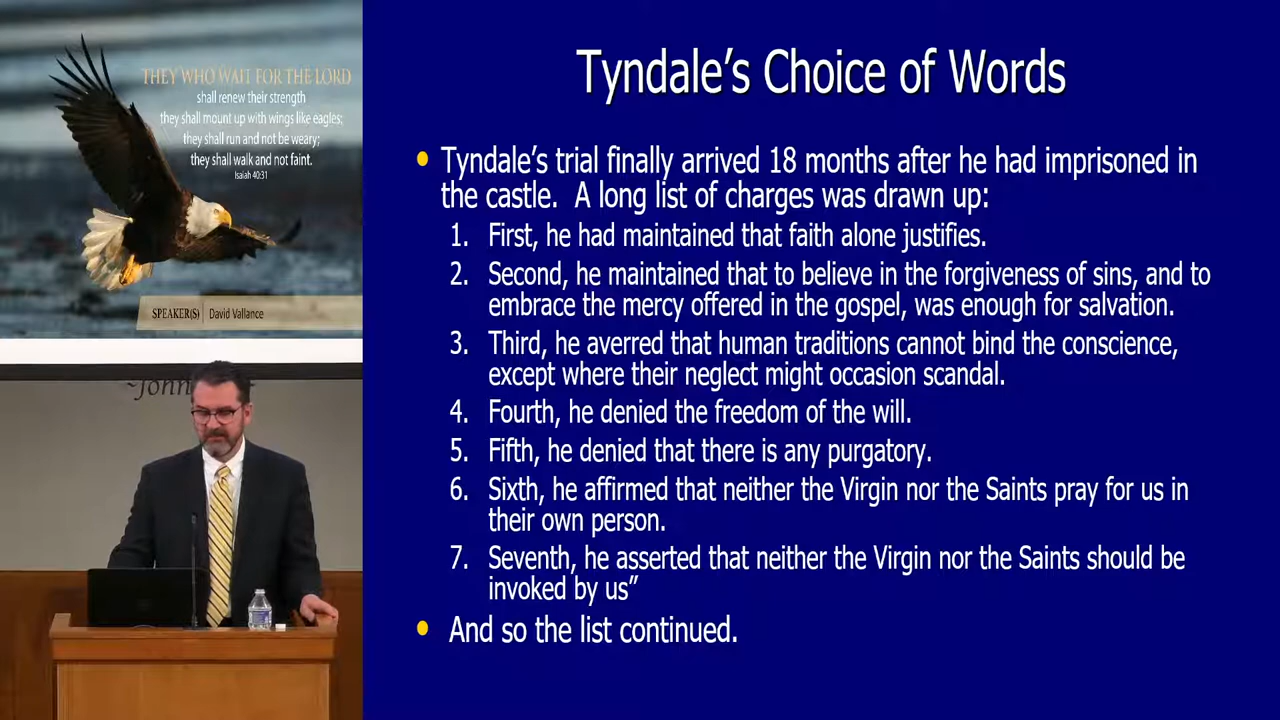 THEY WHO WAIT FOR THE LORD
shall renew their strength
they shall mount up with wings like eagles;
they shall run and not be weary;
they shall walk and not faint.
Isaiah 40:31
SPEAKER(S) David Vallance
~John
Tyndale's Choice of Words
• Tyndale's trial finally arrived 18 months after he had imprisoned in
the castle.  A long list of charges was drawn up:
1. First, he had maintained that faith alone justifies.
2. Second, he maintained that to believe in the forgiveness of sins, and to
embrace the mercy offered in the gospel, was enough for salvation.
3. Third, he averred that human traditions cannot bind the conscience,
except where their neglect might occasion scandal.
4. Fourth, he denied the freedom of the will.
5. Fifth, he denied that there is any purgatory.
6. Sixth, he affirmed that neither the Virgin nor the Saints pray for us in
their own person.
7. Seventh, he asserted that neither the Virgin nor the Saints should be
invoked by us”
• And so the list continued.